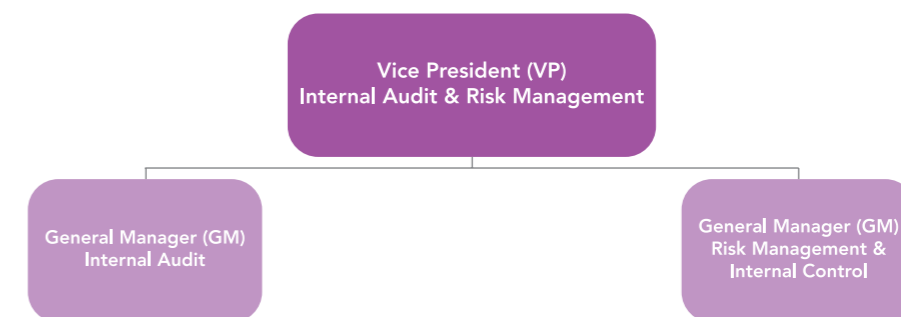 Vice President (VP)
Internal Audit & Risk Management
General Manager (GM)
Internal Audit
General Manager (GM)
Risk Management &
Internal Control